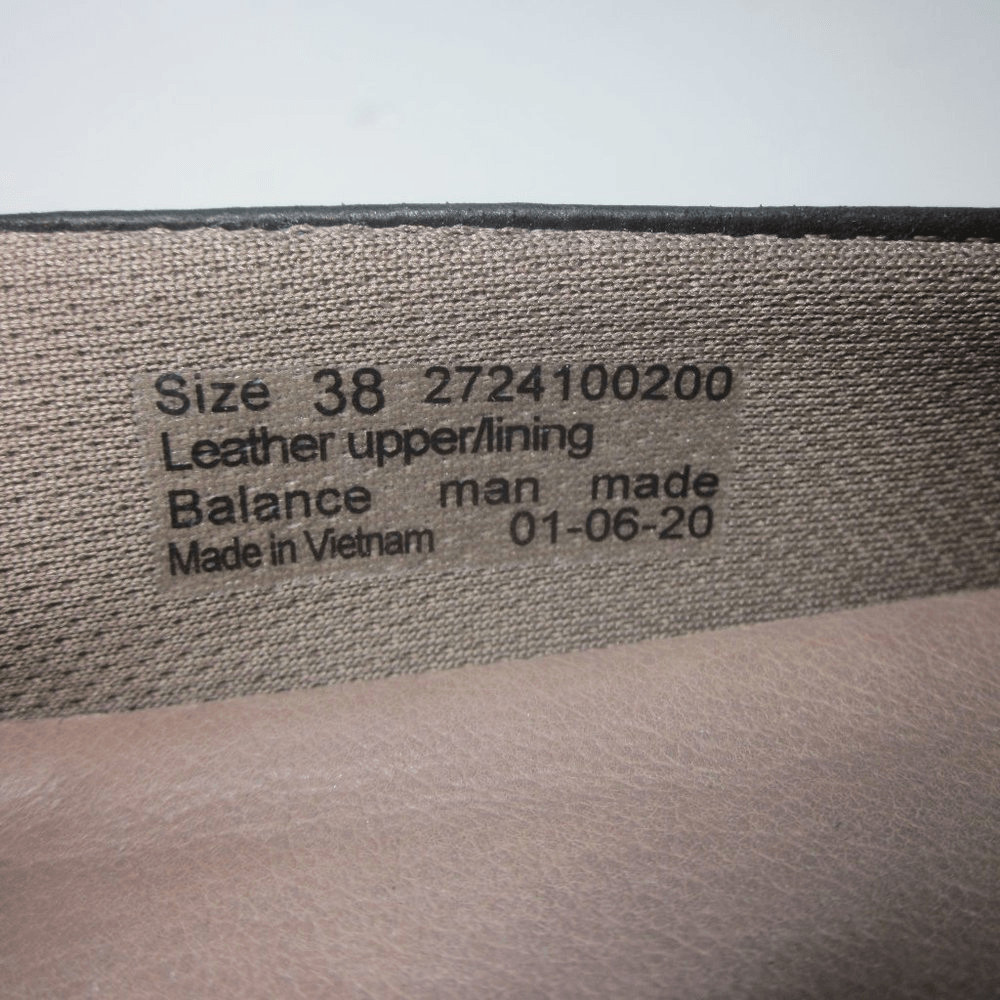 Size 38 2724100200
Leather upper/lining
Balance man made
Made in Vietnam 01-06-20